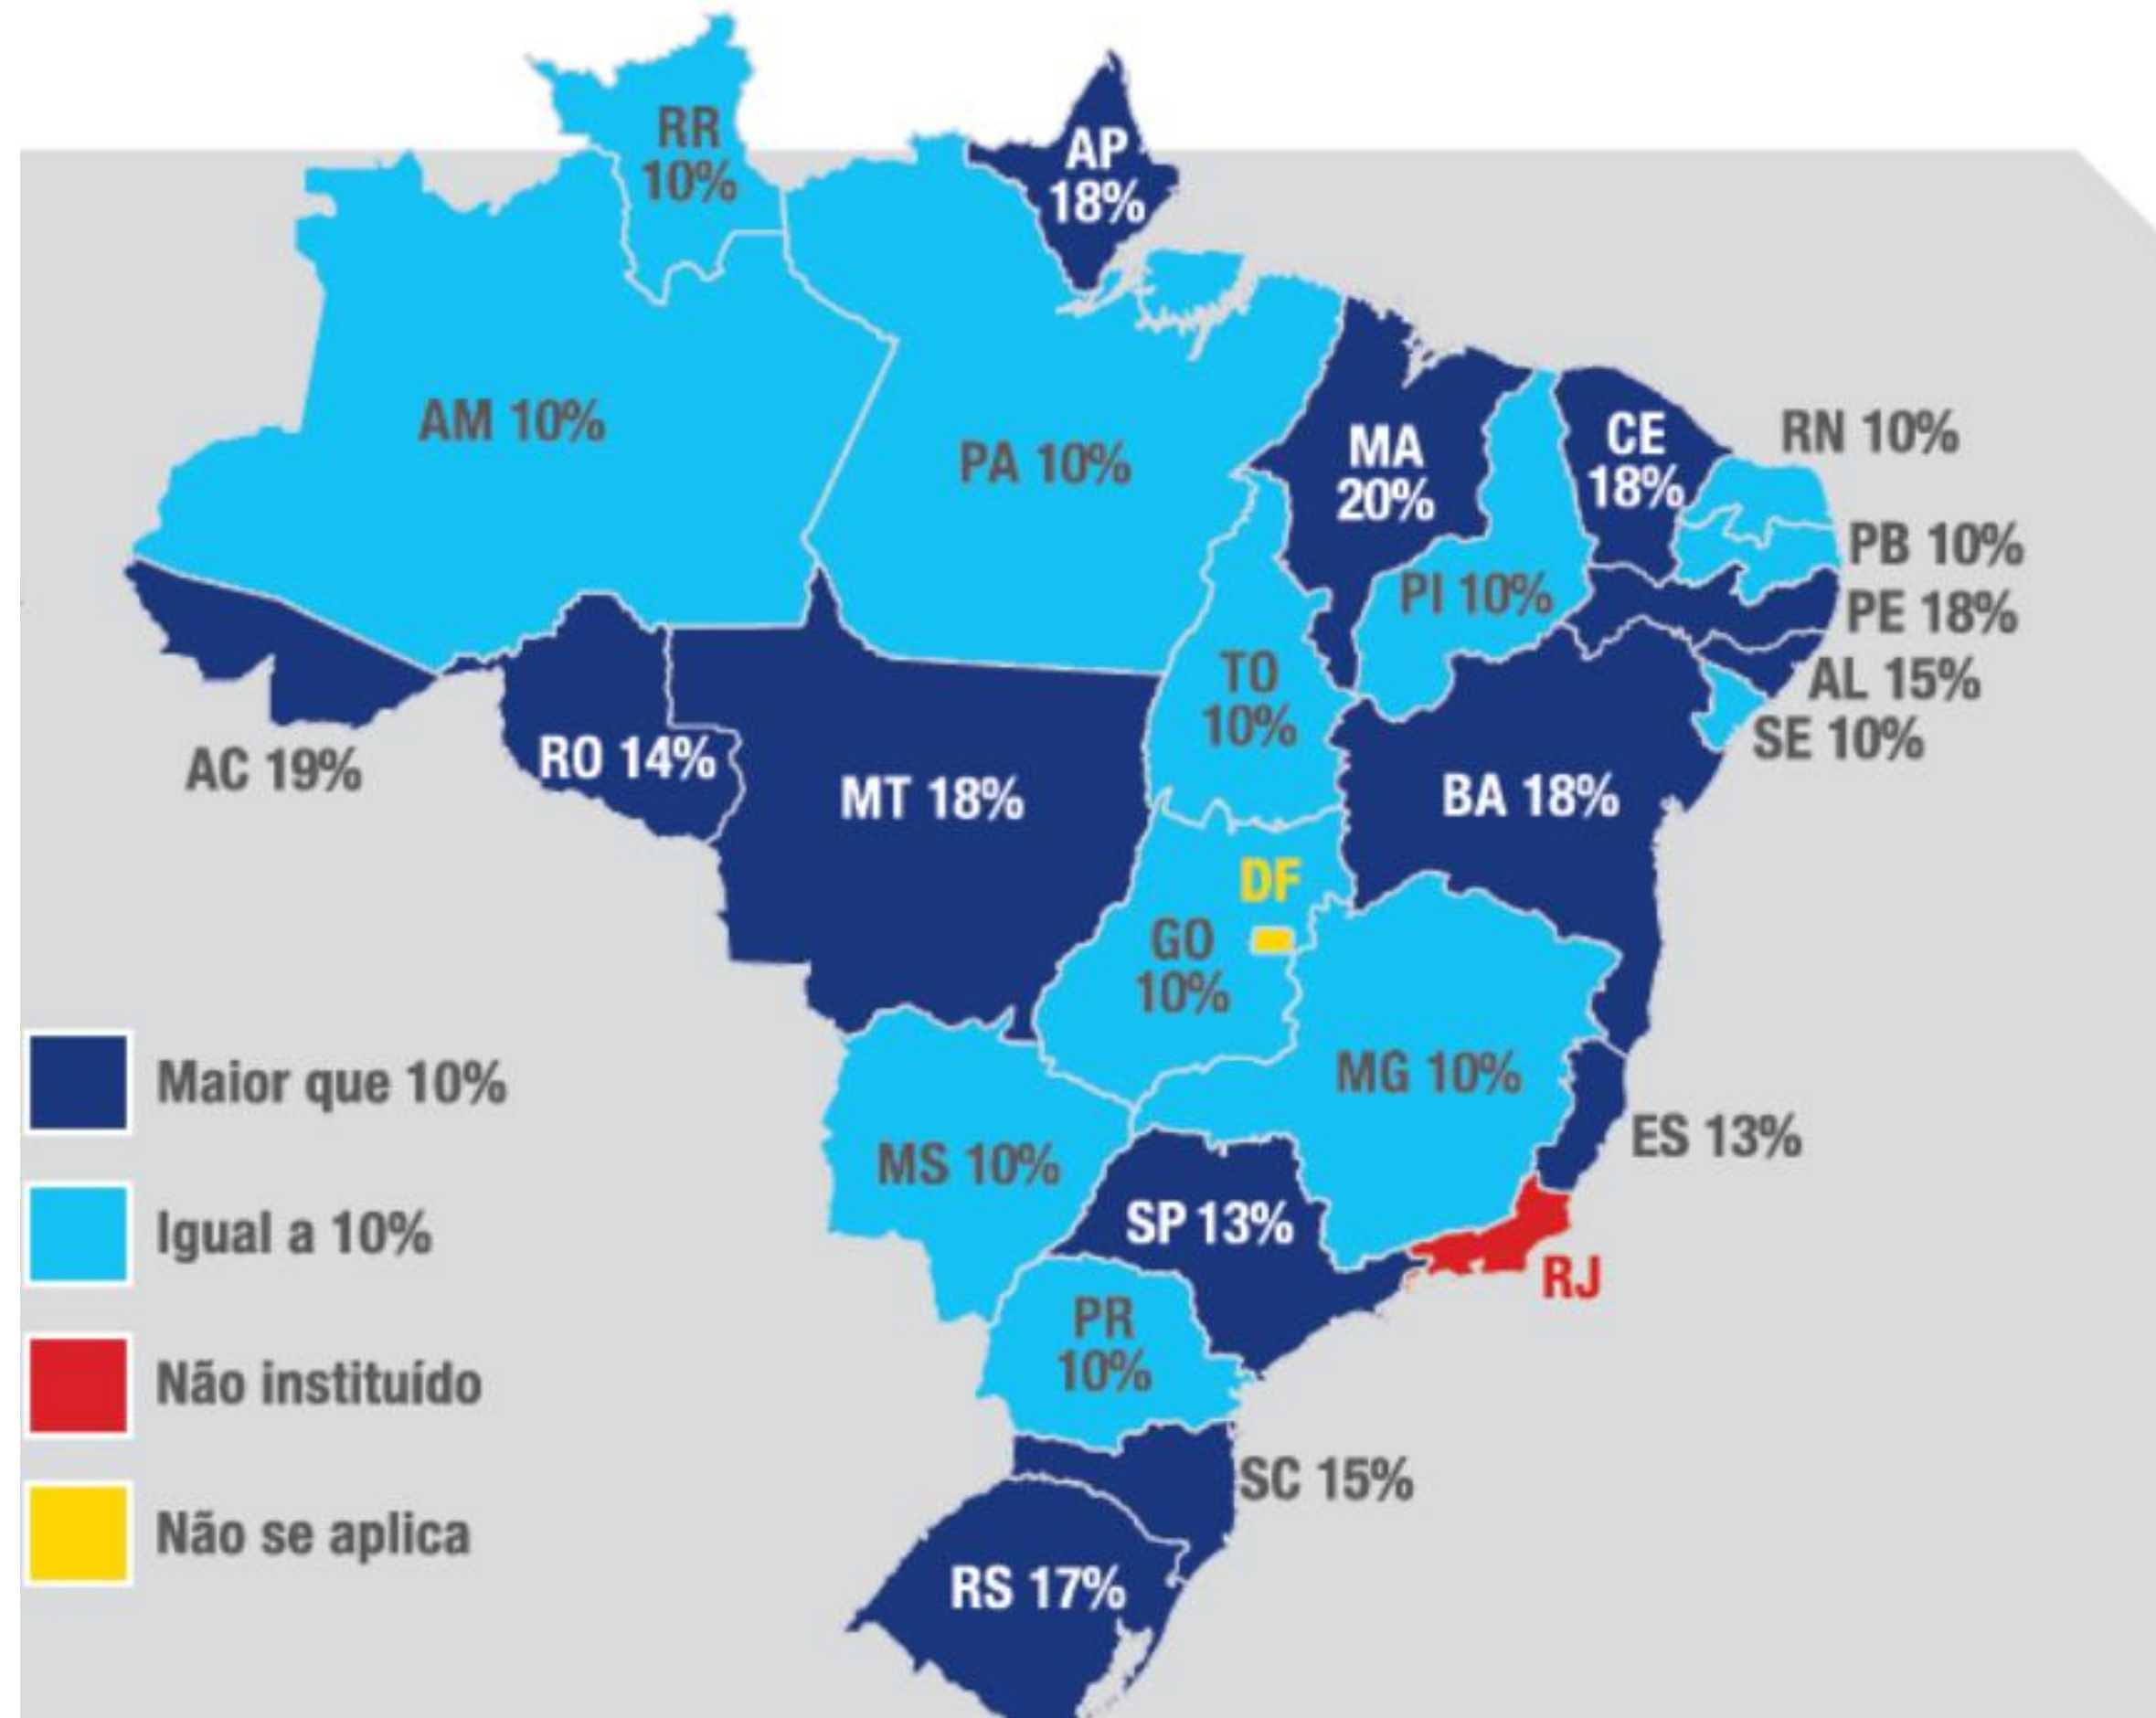 RR
10%
AP
18%
AM 10%
PA 10%
MA
20%
CE
18%
RN 10%
PB 10%
PI 10%
PE 18%
TO
10%
AL 15%
SE 10%
AC 19%
RO 14%
MT 18%
BA 18%
DF
GO
10%
Maior que 10%
MG 10%
ES 13%
MS 10%
SP 13%
Igual a 10%
RJ
PR
10%
Não instituído
SC 15%
Não se aplica
RS 17%